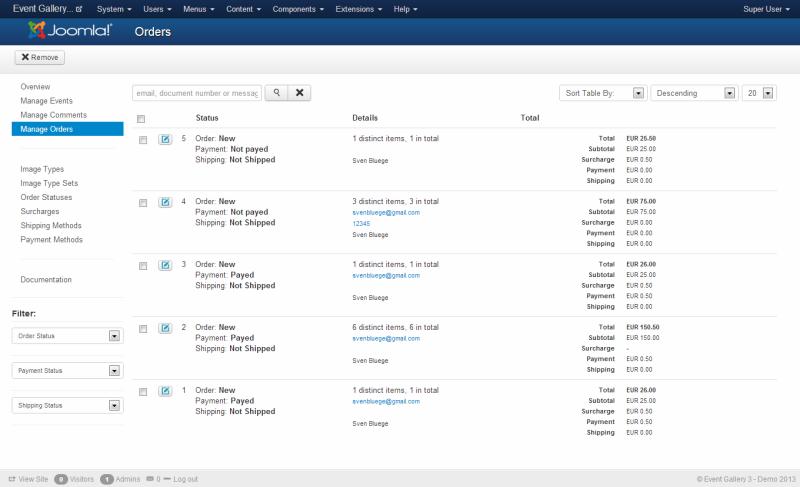 Event Gallery... System Users Menus Content Components Extensions Help Super User
Joomla! Orders
Remove
Overview
Manage Events
Manage Comments
Manage Orders
Image Types
Image Type Sets
Order Statuses
Surcharges
Shipping Methods
Payment Methods
Documentation
Filter:
Order Status
Payment Status
Shipping Status
email, document number or messag
Sort Table By: Descending 20
Status Details Total
5 Order: New
Payment: Not payed
Shipping: Not Shipped
1 distinct items, 1 in total
Sven Bluege
Total EUR 25.50
Subtotal EUR 25.00
Surcharge EUR 0.50
Payment EUR 0.00
Shipping EUR 0.00
4 Order: New
Payment: Not payed
Shipping: Not Shipped
3 distinct items, 3 in total
svenbluege@gmail.com
12345
Sven Bluege
Total EUR 75.00
Subtotal EUR 75.00
Surcharge EUR 0.00
Payment EUR 0.00
Shipping EUR 0.00
3 Order: New
Payment: Payed
Shipping: Not Shipped
1 distinct items, 1 in total
svenbluege@gmail.com
Sven Bluege
Total EUR 26.00
Subtotal EUR 25.00
Surcharge EUR 0.50
Payment EUR 0.50
Shipping EUR 0.00
2 Order: New
Payment: Payed
Shipping: Not Shipped
6 distinct items, 6 in total
svenbluege@gmail.com
Sven Bluege
Total EUR 150.50
Subtotal EUR 150.00
Surcharge -
Payment EUR 0.50
Shipping EUR 0.00
1 Order: New
Payment: Payed
Shipping: Not Shipped
1 distinct items, 1 in total
svenbluege@gmail.com
Sven Bluege
Total EUR 26.00
Subtotal EUR 25.00
Surcharge EUR 0.50
Payment EUR 0.50
Shipping EUR 0.00
View Site 0 Visitors 1 Admins 0 Log out © Event Gallery 3 - Demo 2013